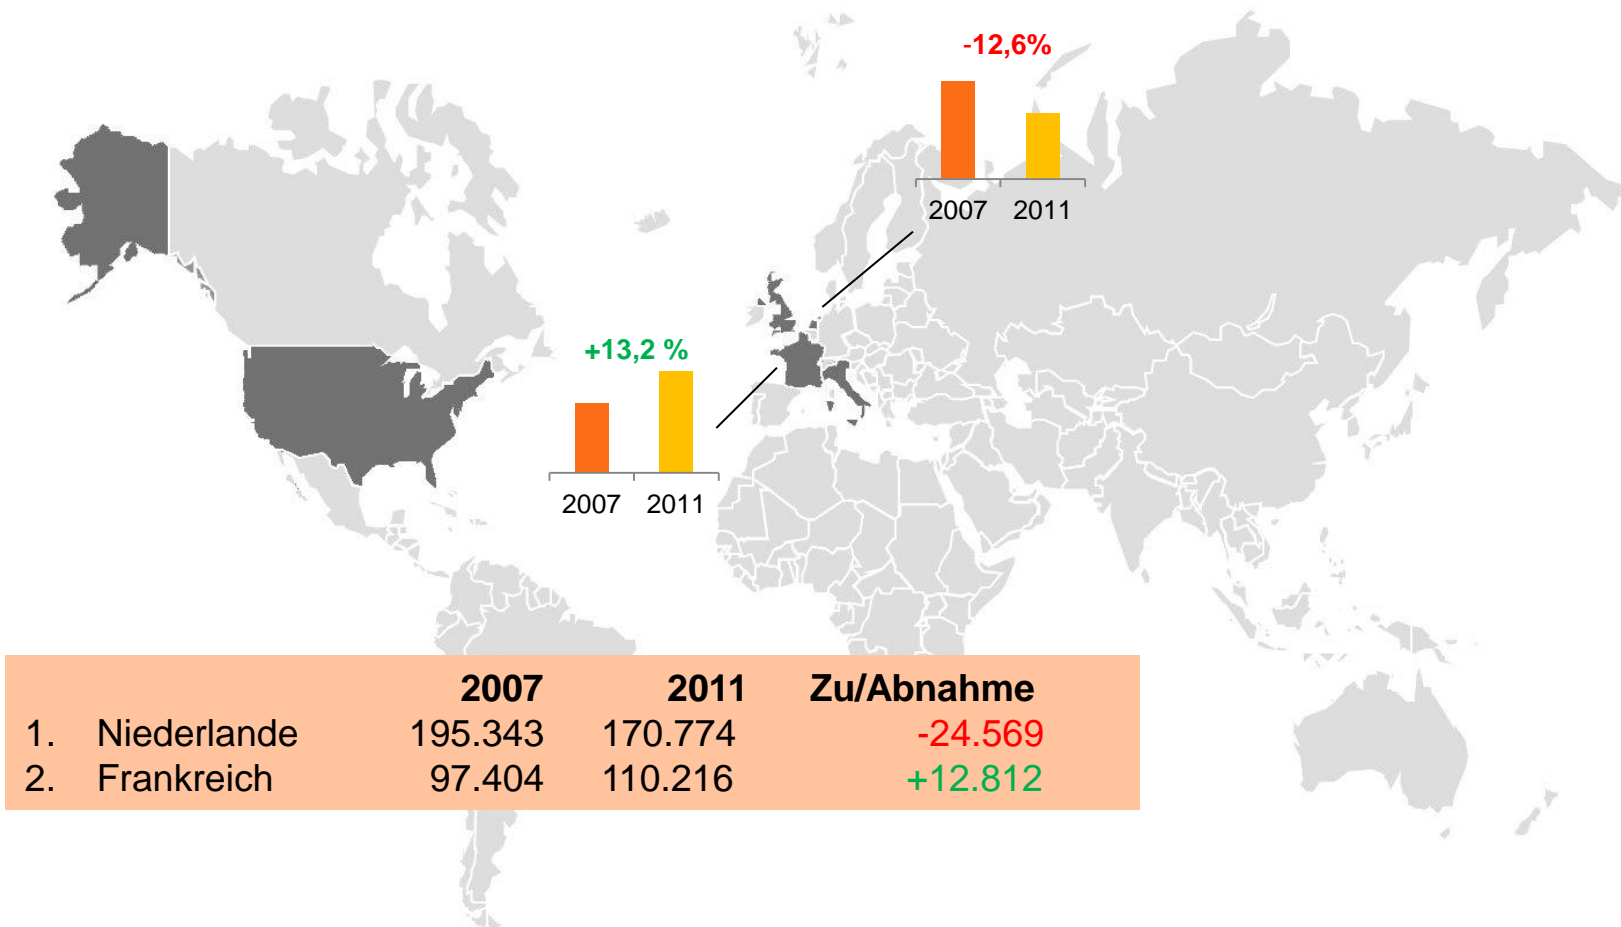 -12,6%
2007 2011
+13,2 %
2007 2011
2007 2011 Zu/Abnahme
1. Niederlande 195.343 170.774 -24.569
2. Frankreich 97.404 110.216 +12.812